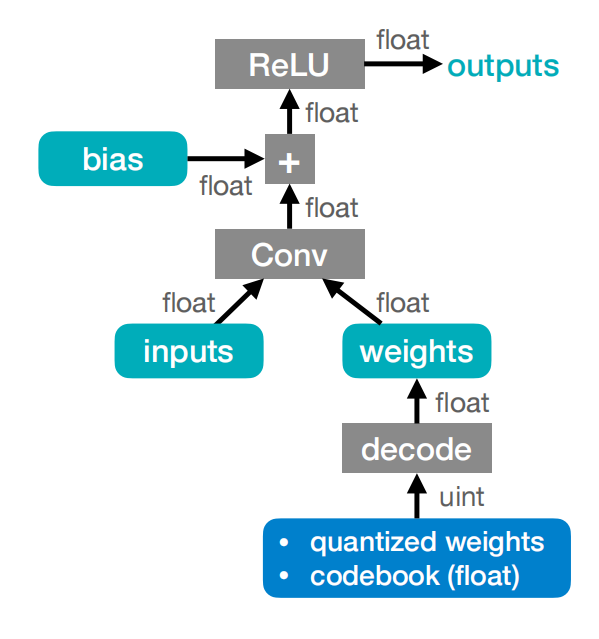 float
ReLU
outputs
float
bias
+
float
float
Conv
float
float
inputs
weights
float
decode
uint
• quantized weights
• codebook (float)